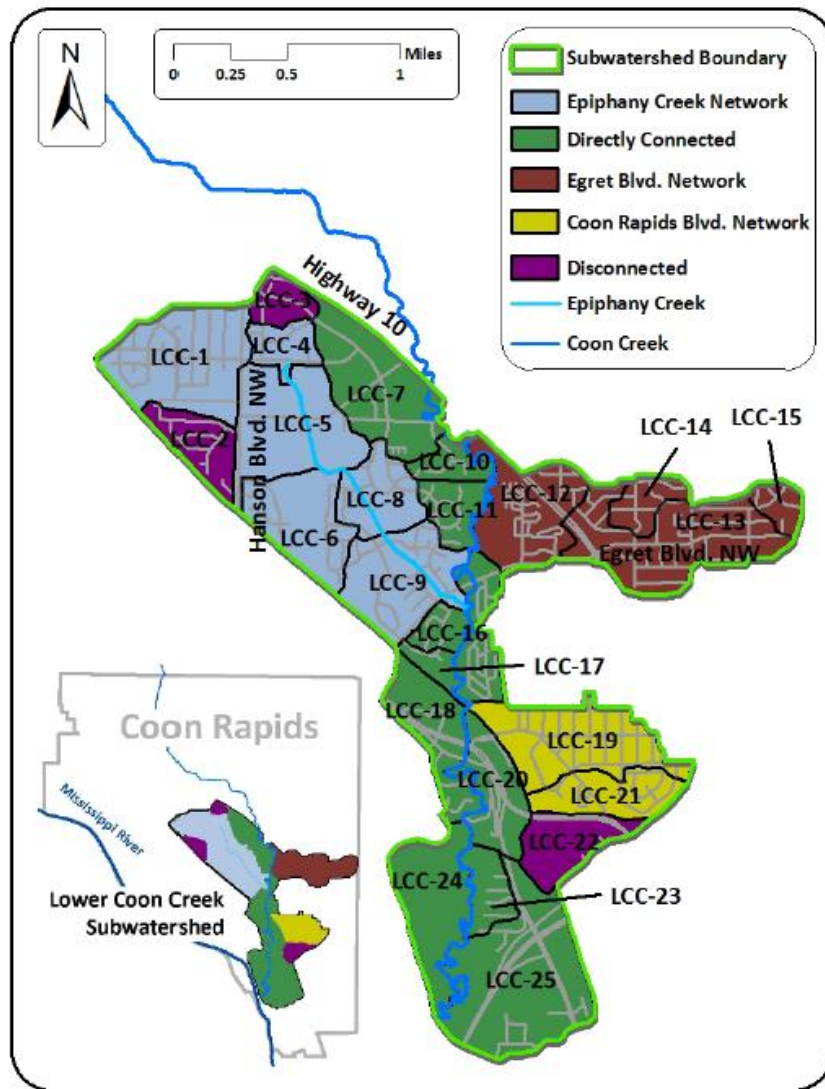 N
Miles
0 0.25 0.5 1
Subwatershed Boundary
Epiphany Creek Network
Directly Connected
Egret Blvd. Network
Coon Rapids Blvd. Network
Disconnected
Epiphany Creek
Coon Creek
Highway 10
LCC-3
LCC-1
LCC-4
LCC-7
Hanson Blvd. NW
LCC-5
LCC-2
LCC-15
LCC-14
LCC-10
LCC-12
LCC-8
LCC-11
LCC-13
LCC-6
Egret Blvd. NW
LCC-9
LCC-16
LCC-17
LCC-18
LCC-19
LCC-20
LCC-21
LCC-22
LCC-24
LCC-23
LCC-25
Coon Rapids
Mississippi River
Lower Coon Creek
Subwatershed